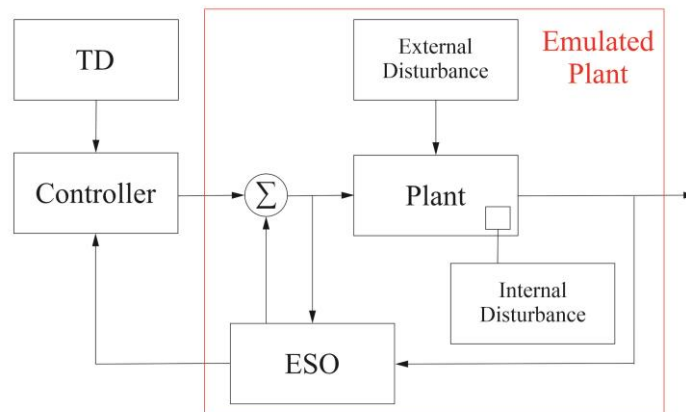 TD
External
Disturbance
Emulated
Plant
Controller
Σ
Plant
Internal
Disturbance
ESO